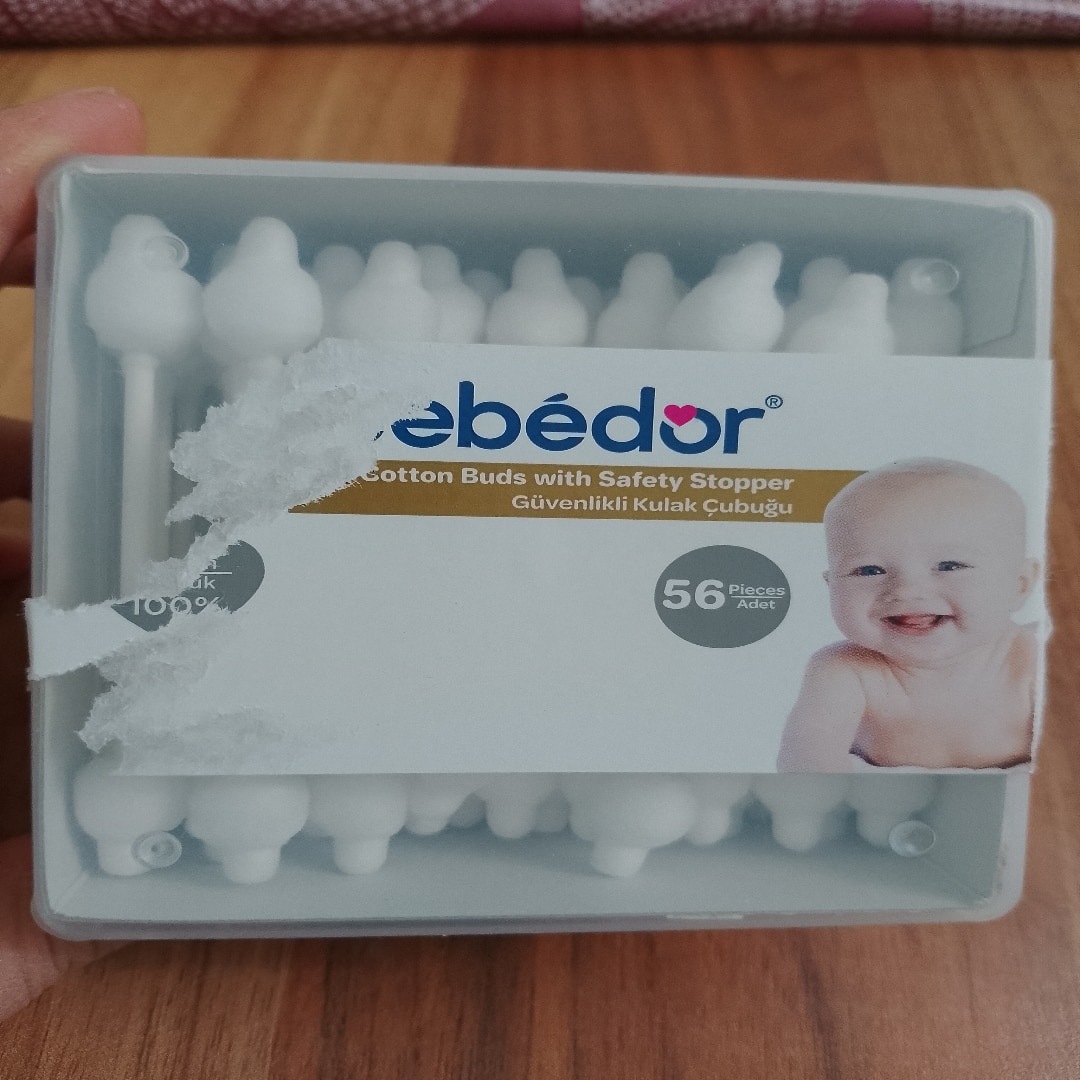 ebédor®
Cotton Buds with Safety Stopper
Güvenlikli Kulak Çubuğu
100%
56 Pieces
Adet